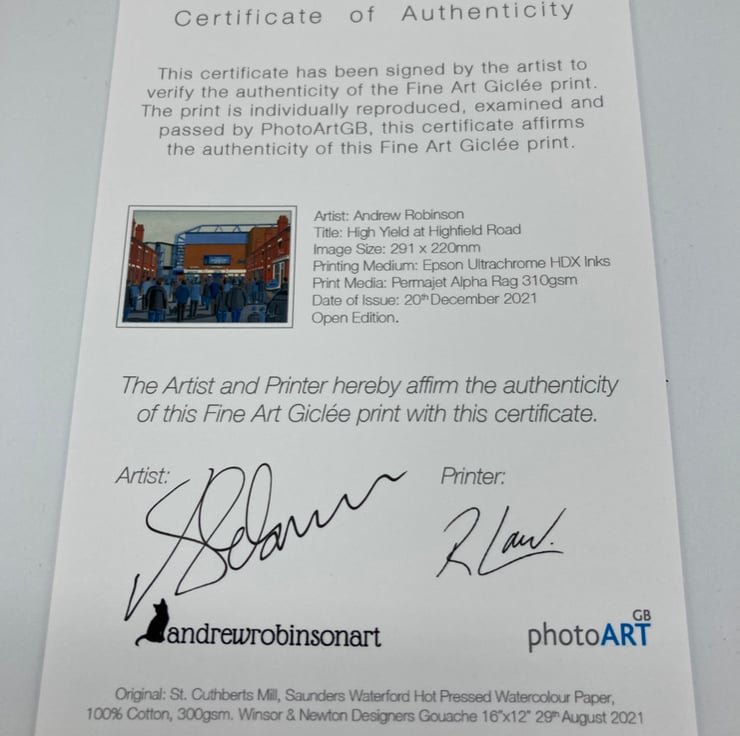 Certificate of Authenticity
This certificate has been signed by the artist to
verify the authenticity of the Fine Art Giclée print.
The print is individually reproduced, examined and
passed by PhotoArtGB, this certificate affirms
the authenticity of this Fine Art Giclée print.
Artist: Andrew Robinson
Title: High Yield at Highfield Road
Image Size: 291 x 220mm
Printing Medium: Epson Ultrachrome HDX Inks
Print Media: Permajet Alpha Rag 310gsm
Date of Issue: 20th December 2021
Open Edition.
The Artist and Printer hereby affirm the authenticity
of this Fine Art Giclée print with this certificate.
Artist:
Printer:
R Law.
andrewrobinsonart
photoARTGB
Original: St. Cuthberts Mill, Saunders Waterford Hot Pressed Watercolour Paper,
100% Cotton, 300gsm. Winsor & Newton Designers Gouache 16"x12" 29th August 2021